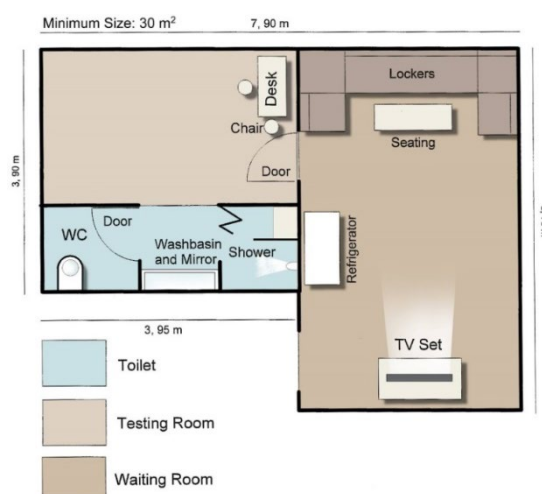 Minimum Size: 30 m²
7, 90 m
Lockers
Desk
Chair
Seating
Door
3, 90 m
Door
WC
Washbasin
and Mirror
Shower
Refrigerator
TV Set
3, 95 m
Toilet
Testing Room
Waiting Room